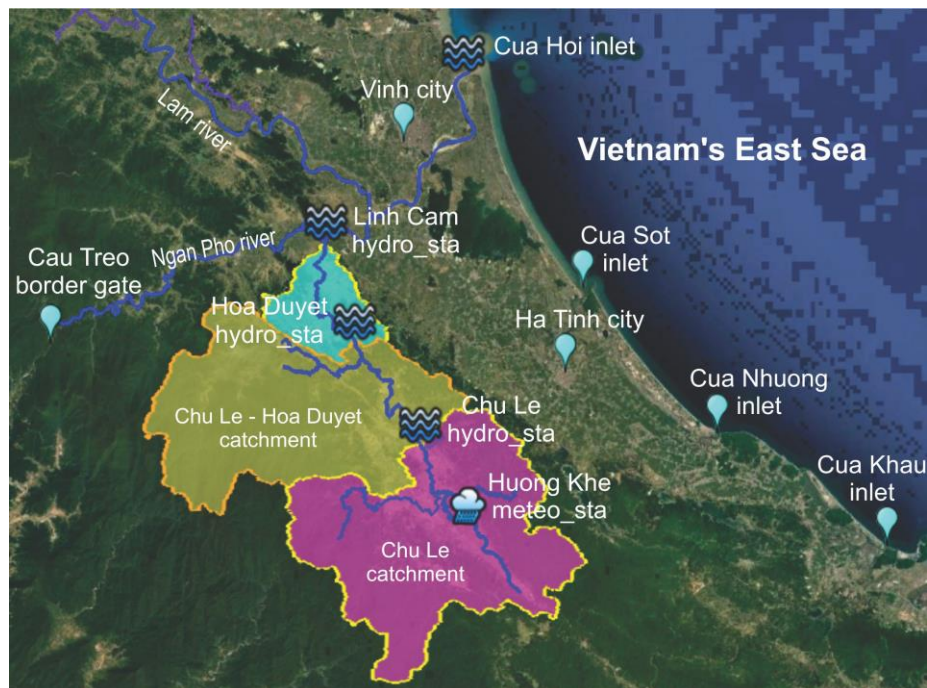 Cua Hoi inlet
Vinh city
Lam river
Vietnam's East Sea
Linh Cam
hydro_sta
Ngan Pho river
Cau Treo
border gate
Cua Sot
inlet
Hoa Duyet
hydro_sta
Ha Tinh city
Cua Nhuong
inlet
Chu Le - Hoa Duyet
catchment
Chu Le
hydro_sta
Cua Khau
inlet
Huong Khe
meteo_sta
Chu Le
catchment